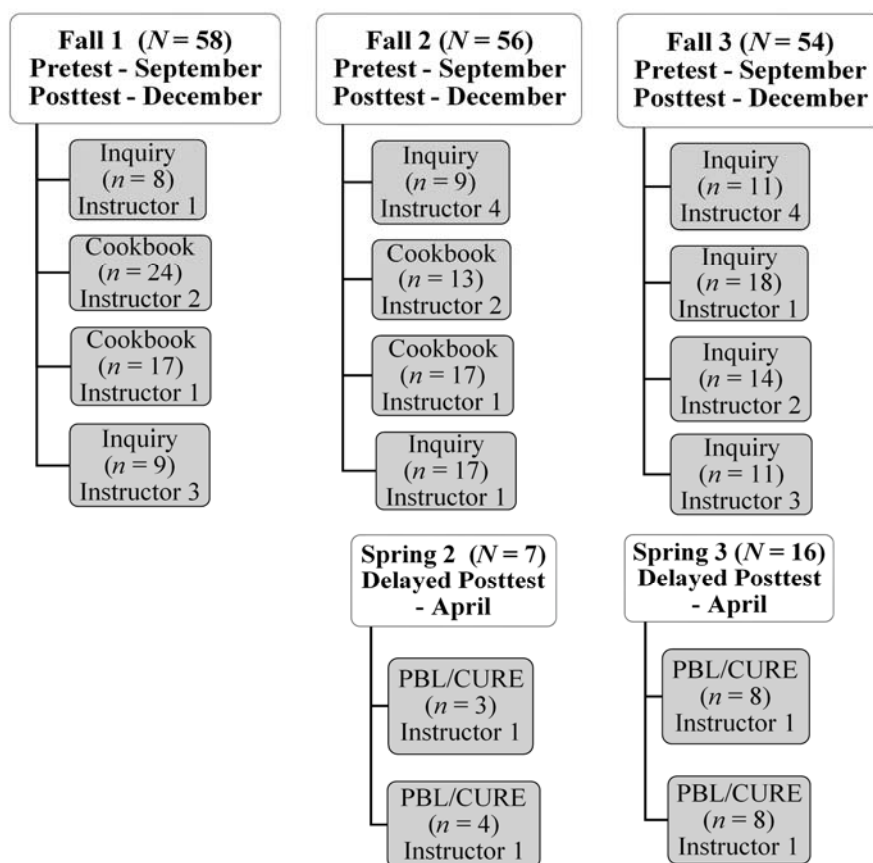 Fall 1 (N = 58)
Pretest - September
Posttest - December
Inquiry
(n = 8)
Instructor 1
Cookbook
(n = 24)
Instructor 2
Cookbook
(n = 17)
Instructor 1
Inquiry
(n = 9)
Instructor 3
Fall 2 (N = 56)
Pretest - September
Posttest - December
Inquiry
(n = 9)
Instructor 4
Cookbook
(n = 13)
Instructor 2
Cookbook
(n = 17)
Instructor 1
Inquiry
(n = 17)
Instructor 1
Spring 2 (N = 7)
Delayed Posttest
- April
PBL/CURE
(n = 3)
Instructor 1
PBL/CURE
(n = 4)
Instructor 1
Fall 3 (N = 54)
Pretest - September
Posttest - December
Inquiry
(n = 11)
Instructor 4
Inquiry
(n = 18)
Instructor 1
Inquiry
(n = 14)
Instructor 2
Inquiry
(n = 11)
Instructor 3
Spring 3 (N = 16)
Delayed Posttest
- April
PBL/CURE
(n = 8)
Instructor 1
PBL/CURE
(n = 8)
Instructor 1